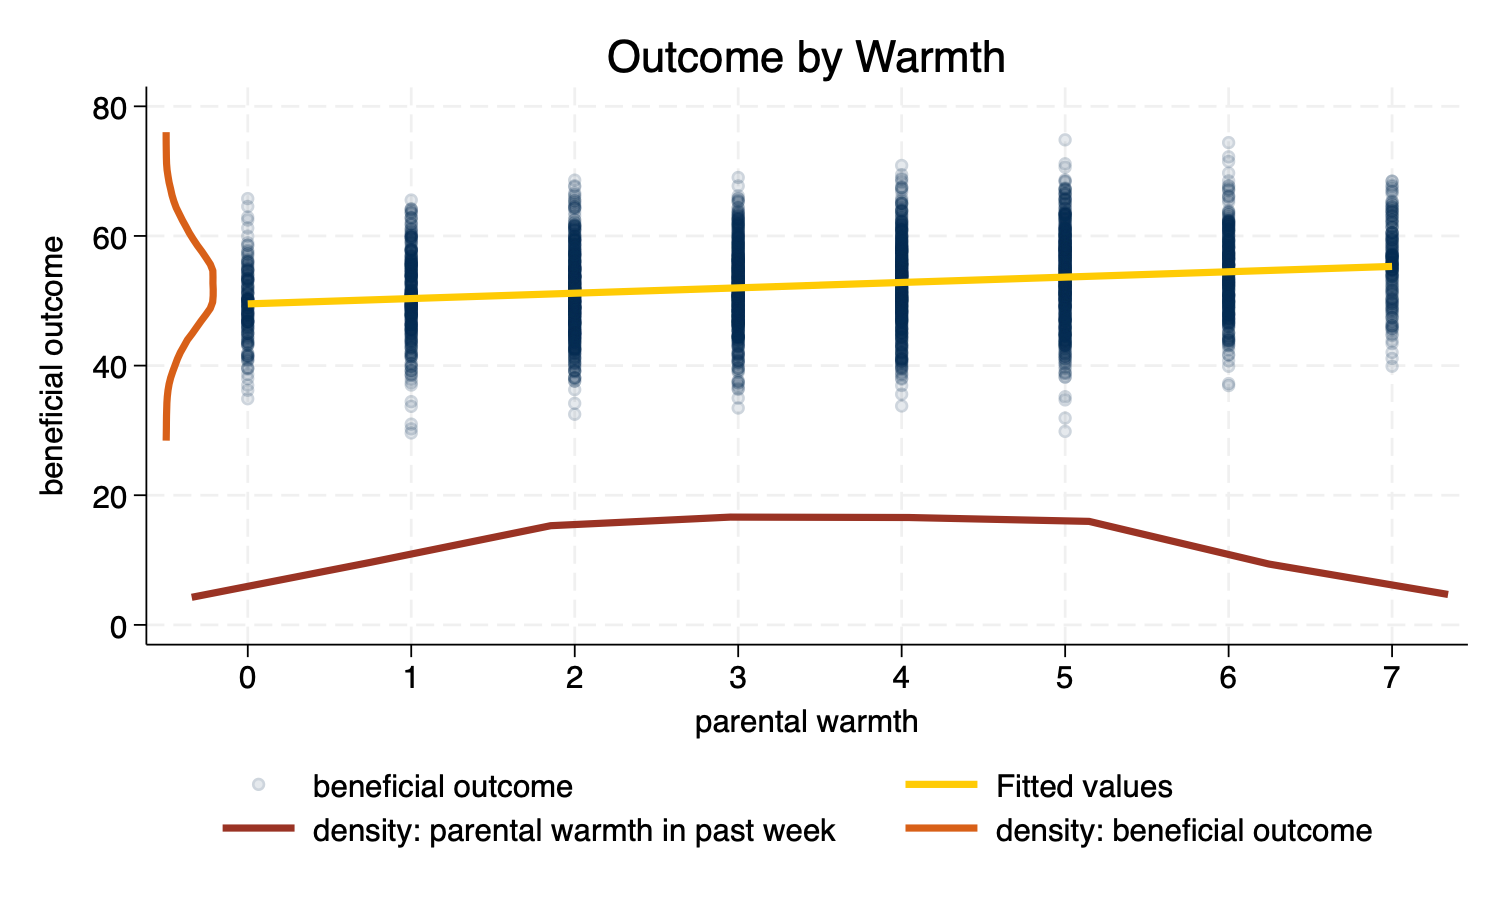 Outcome by Warmth
80
60
40
20
0
beneficial outcome
0 1 2 3 4 5 6 7
parental warmth
beneficial outcome
Fitted values
density: parental warmth in past week
density: beneficial outcome